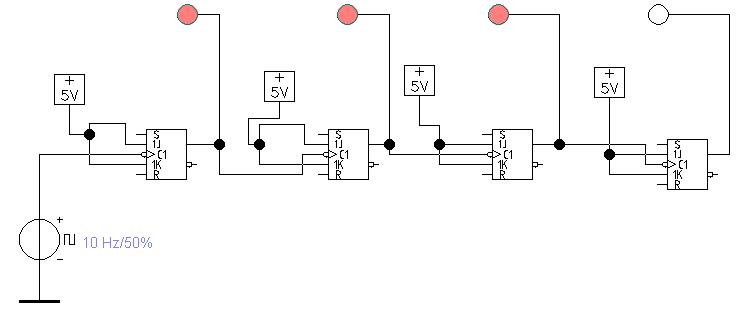 +
5V
+
5V
+
5V
+
5V
S
1J
C1
1K
R
S
1J
C1
1K
R
S
1J
C1
1K
R
S
1J
C1
1K
R
+
10 Hz/50%
−